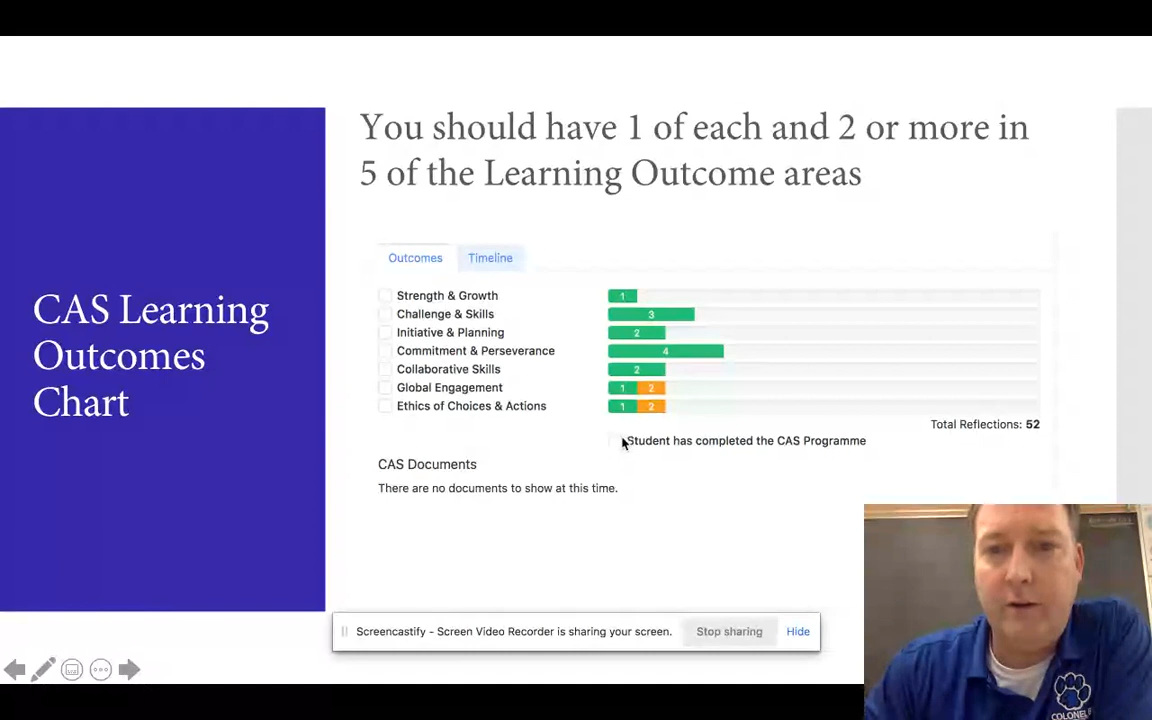 You should have 1 of each and 2 or more in
5 of the Learning Outcome areas
CAS Learning
Outcomes
Chart
Outcomes
Timeline
Strength & Growth
1
Challenge & Skills
3
Initiative & Planning
2
Commitment & Perseverance
4
Collaborative Skills
2
Global Engagement
1 2
Ethics of Choices & Actions
1 2
Total Reflections: 52
Student has completed the CAS Programme
CAS Documents
There are no documents to show at this time.
Screencastify - Screen Video Recorder is sharing your screen.
Stop sharing
Hide